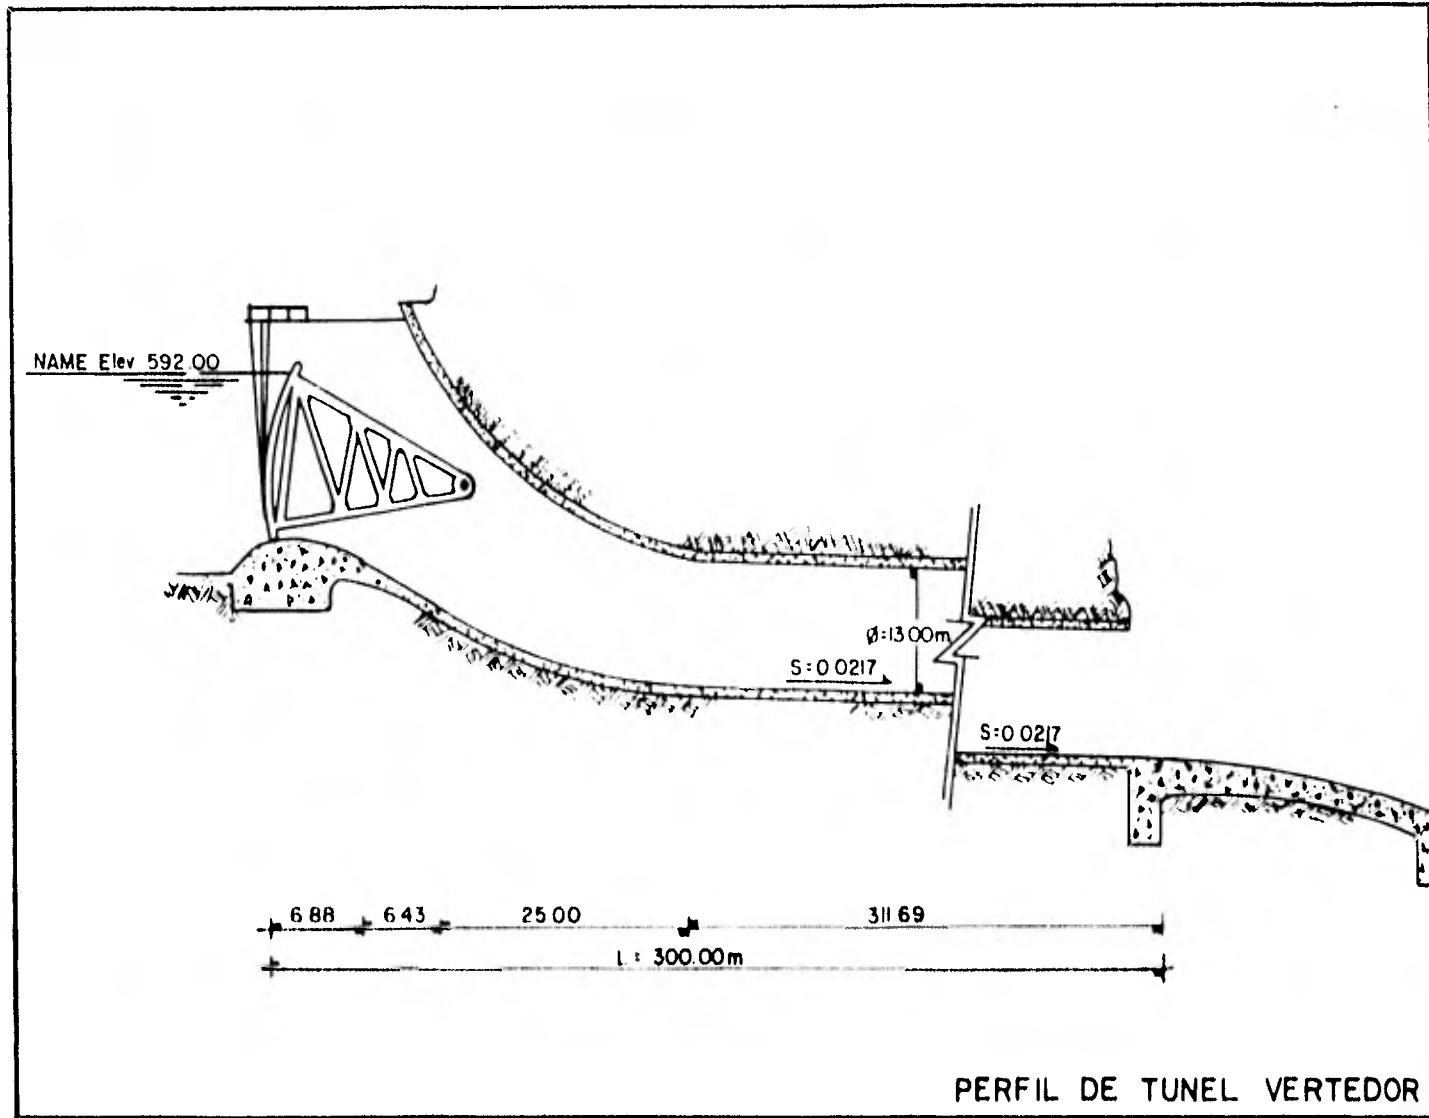 NAME Elev 592.00
Ø:13.00m
S:0.0217
S:0.0217
6.88 6.43 25.00 311.69
L: 300.00m
PERFIL DE TUNEL VERTEDOR